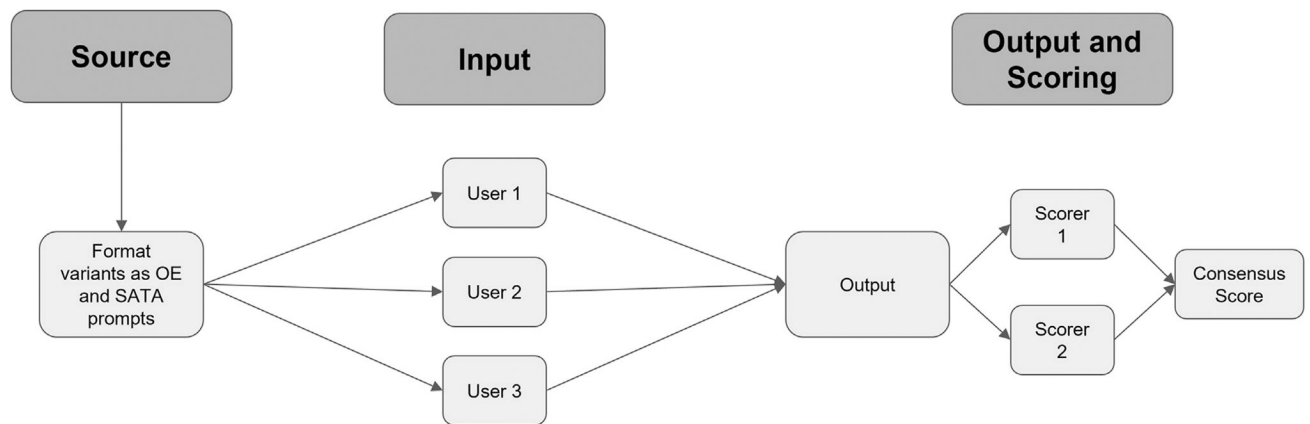 Source
Input
Output and
Scoring
Format
variants as OE
and SATA
prompts
User 1
User 2
User 3
Output
Scorer
1
Scorer
2
Consensus
Score